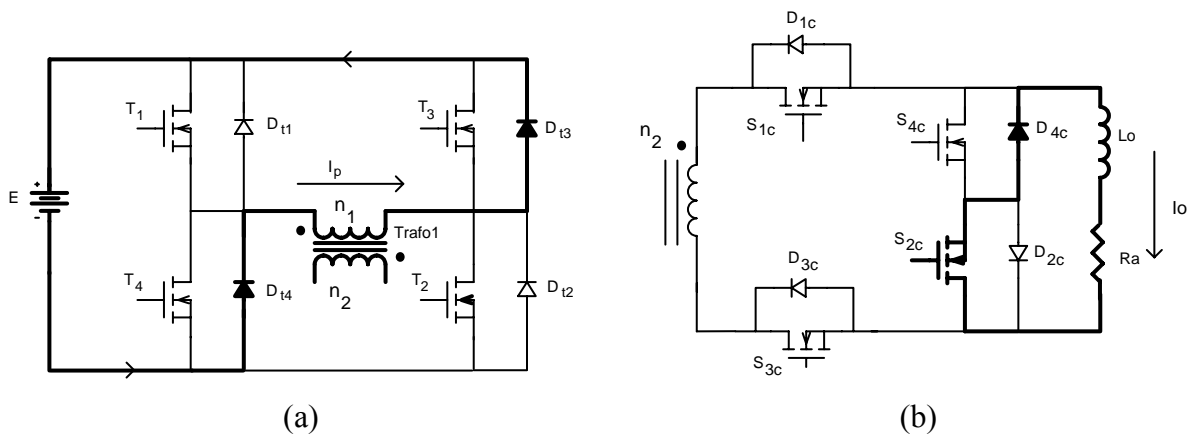 T1
Dt1
T3
Dt3
E
+
-
Ip
n1
Trafo1
n2
T4
Dt4
T2
Dt2
(a)
D1c
S1c
n2
S4c
D4c
Lo
Io
S2c
D2c
Ra
D3c
S3c
(b)